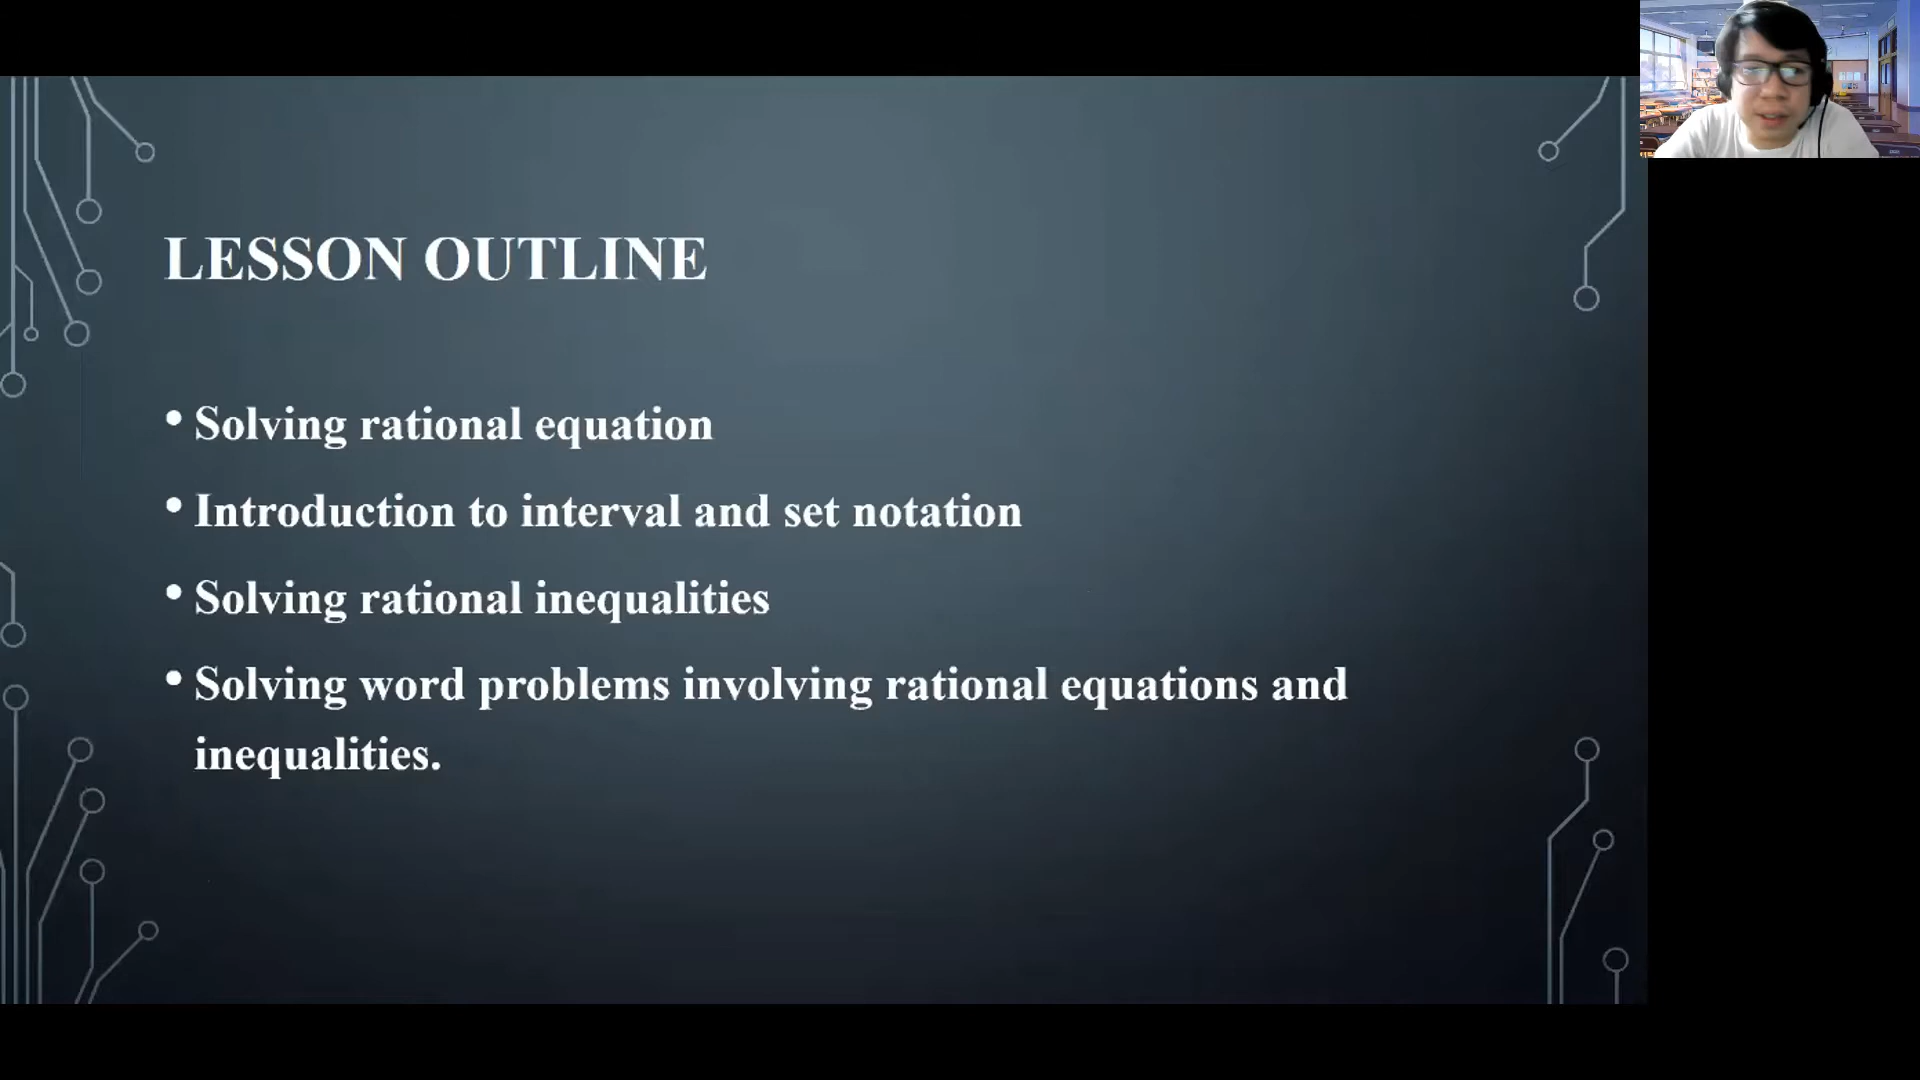 LESSON OUTLINE
• Solving rational equation
• Introduction to interval and set notation
• Solving rational inequalities
• Solving word problems involving rational equations and
inequalities.